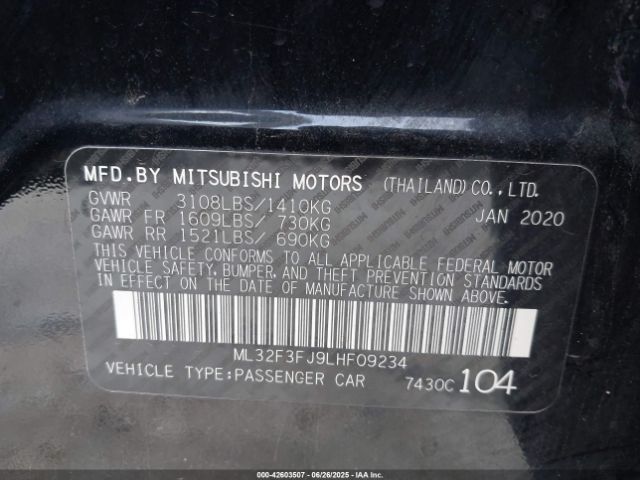 MFD.BY MITSUBISHI MOTORS (THAILAND)CO.,LTD.
GVWR 3108LBS/1410KG JAN 2020
GAWR FR 1609LBS/ 730KG
GAWR RR 1521LBS/ 690KG
THIS VEHICLE CONFORMS TO ALL APPLICABLE FEDERAL MOTOR
VEHICLE SAFETY, BUMPER, AND THEFT PREVENTION STANDARDS
IN EFFECT ON THE DATE OF MANUFACTURE SHOWN ABOVE.
ML32F3FJ9LHF09234
VEHICLE TYPE:PASSENGER CAR 7430C 104
000-42603507 - 06/26/2025 - © IAA Inc.